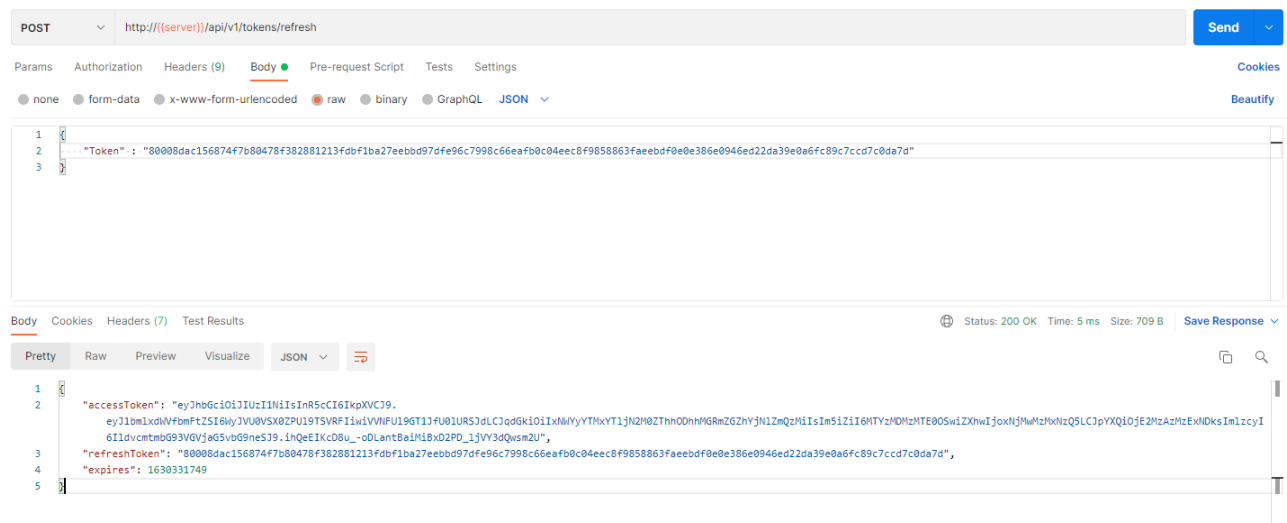 POST http://{{server}}/api/v1/tokens/refresh Send
Params Authorization Headers (9) Body Pre-request Script Tests Settings Cookies
none form-data x-www-form-urlencoded raw binary GraphQL JSON Beautify
1 {
2 "Token" : "80008dac156874f7b80478f382881213fdbf1ba27eebbd97dfe96c7998c66eafb0c04eec8f9858863faeebdf0e0e386e0946ed22da39e0a6fc89c7ccd7c0da7d"
3 }
Body Cookies Headers (7) Test Results Status: 200 OK Time: 5 ms Size: 709 B Save Response
Pretty Raw Preview Visualize JSON
1 {
2 "accessToken": "eyJhbGciOiJIUzI1NiIsInR5cCI6IkpXVCJ9.
3 "refreshToken": "80008dac156874f7b80478f382881213fdbf1ba27eebbd97dfe96c7998c66eafb0c04eec8f9858863faeebdf0e0e386e0946ed22da39e0a6fc89c7ccd7c0da7d",
4 "expires": 1630331749
5 }